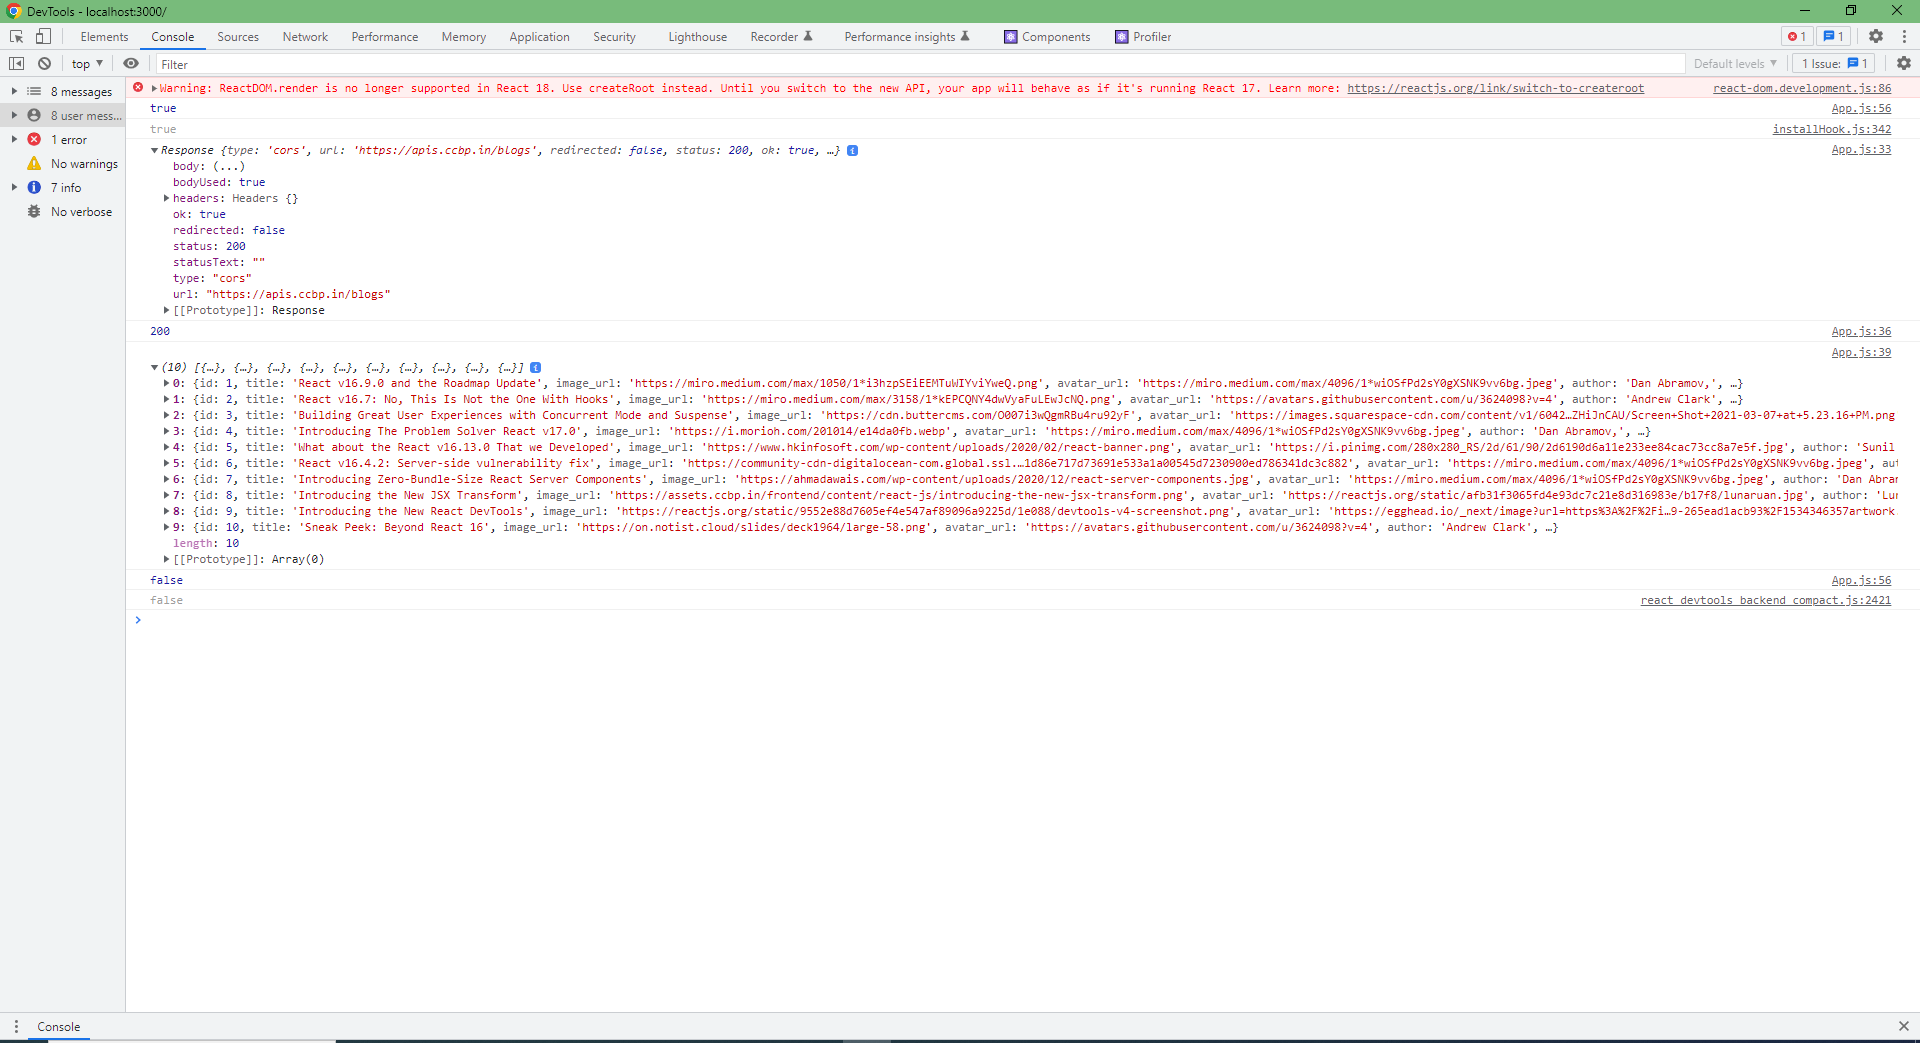 DevTools - localhost:3000/
Elements Console Sources Network Performance Memory Application Security Lighthouse Recorder Performance insights Components Profiler 1 1
top Filter Default levels 1 Issue: 1
8 messages
8 user mess...
1 error
No warnings
7 info
No verbose
Warning: ReactDOM.render is no longer supported in React 18. Use createRoot instead. Until you switch to the new API, your app will behave as if it's running React 17. Learn more: https://reactjs.org/link/switch-to-createroot react-dom.development.js:86
true App.js:56
true installHook.js:342
Response {type: 'cors', url: 'https://apis.ccbp.in/blogs', redirected: false, status: 200, ok: true, …} App.js:33
body: (...)
bodyUsed: true
headers: Headers {}
ok: true
redirected: false
status: 200
statusText: ""
type: "cors"
url: "https://apis.ccbp.in/blogs"
[[Prototype]]: Response
200 App.js:36
App.js:39
(10) [{…}, {…}, {…}, {…}, {…}, {…}, {…}, {…}, {…}, {…}]
0: {id: 1, title: 'React v16.9.0 and the Roadmap Update', image_url: 'https://miro.medium.com/max/1050/1*i3hzpSEiEEMTuWIYviYweQ.png', avatar_url: 'https://miro.medium.com/max/4096/1*wiOSfPd2sY0gXSNK9vv6bg.jpeg', author: 'Dan Abramov,', …}
1: {id: 2, title: 'React v16.7: No, This Is Not the One With Hooks', image_url: 'https://miro.medium.com/max/3158/1*kEPCQNY4dwVyaFuLEwJcNQ.png', avatar_url: 'https://avatars.githubusercontent.com/u/3624098?v=4', author: 'Andrew Clark', …}
2: {id: 3, title: 'Building Great User Experiences with Concurrent Mode and Suspense', image_url: 'https://cdn.buttercms.com/O007i3wQgmRBu4ru92yF', avatar_url: 'https://images.squarespace-cdn.com/content/v1/6042…ZHiJnCAU/Screen+Shot+2021-03-07+at+5.23.16+PM.png
3: {id: 4, title: 'Introducing The Problem Solver React v17.0', image_url: 'https://i.morioh.com/201014/e14da0fb.webp', avatar_url: 'https://miro.medium.com/max/4096/1*wiOSfPd2sY0gXSNK9vv6bg.jpeg', author: 'Dan Abramov,', …}
4: {id: 5, title: 'What about the React v16.13.0 That we Developed', image_url: 'https://www.hkinfosoft.com/wp-content/uploads/2020/02/react-banner.png', avatar_url: 'https://i.pinimg.com/280x280_RS/2d/61/90/2d6190d6a11e233ee84cac73cc8a7e5f.jpg', author: 'Sunil
5: {id: 6, title: 'React v16.4.2: Server-side vulnerability fix', image_url: 'https://community-cdn-digitalocean-com.global.ssl.…1d86e717d73691e533a1a00545d7230900ed786341dc3c882', avatar_url: 'https://miro.medium.com/max/4096/1*wiOSfPd2sY0gXSNK9vv6bg.jpeg', aut
6: {id: 7, title: 'Introducing Zero-Bundle-Size React Server Components', image_url: 'https://ahmadawais.com/wp-content/uploads/2020/12/react-server-components.jpg', avatar_url: 'https://miro.medium.com/max/4096/1*wiOSfPd2sY0gXSNK9vv6bg.jpeg', author: 'Dan Abram
7: {id: 8, title: 'Introducing the New JSX Transform', image_url: 'https://assets.ccbp.in/frontend/content/react-js/introducing-the-new-jsx-transform.png', avatar_url: 'https://reactjs.org/static/afb31f3065fd4e93dc7c21e8d316983e/b17f8/lunaruan.jpg', author: 'Lun
8: {id: 9, title: 'Introducing the New React DevTools', image_url: 'https://reactjs.org/static/9552e88d7605ef4e547af89096a9225d/1e088/devtools-v4-screenshot.png', avatar_url: 'https://egghead.io/_next/image?url=https%3A%2F%2Fi…9-265ead1acb93%2F1534346357artwork
9: {id: 10, title: 'Sneak Peek: Beyond React 16', image_url: 'https://on.notist.cloud/slides/deck1964/large-58.png', avatar_url: 'https://avatars.githubusercontent.com/u/3624098?v=4', author: 'Andrew Clark', …}
length: 10
[[Prototype]]: Array(0)
false App.js:56
false react_devtools_backend_compact.js:2421
Console